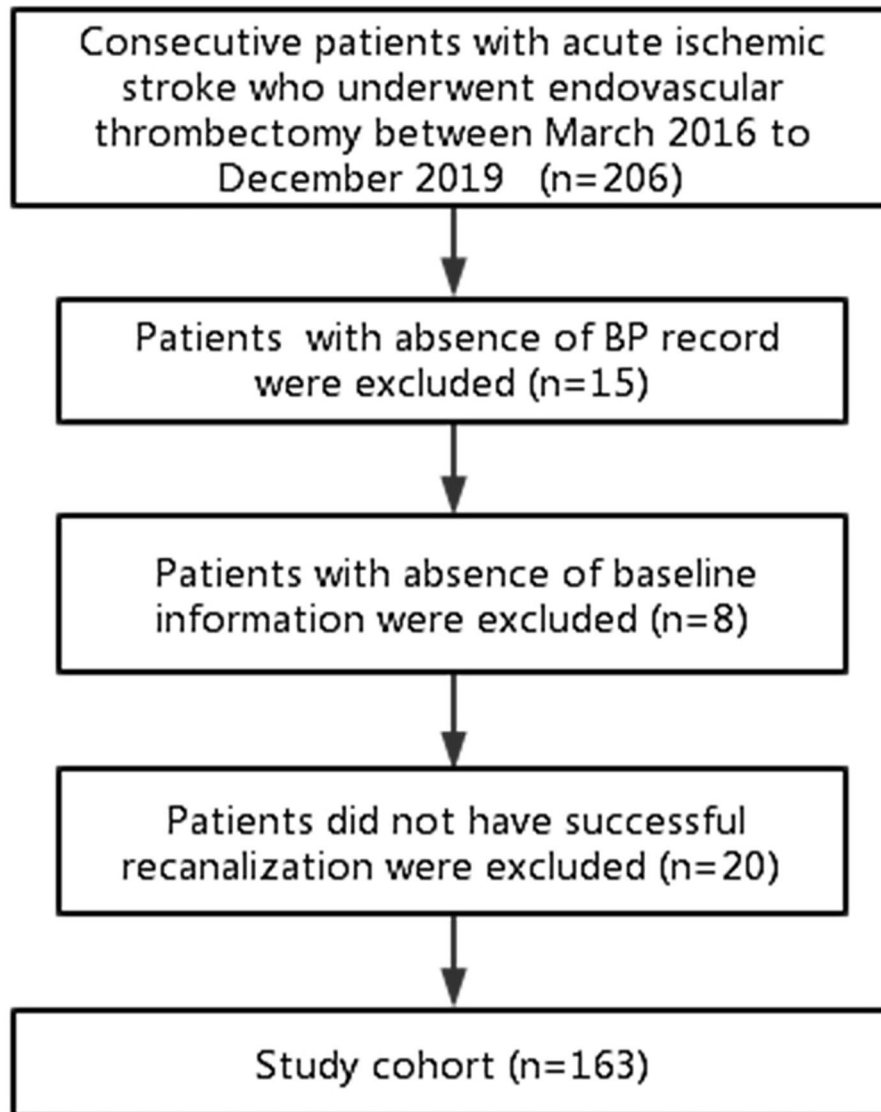 Consecutive patients with acute ischemic
stroke who underwent endovascular
thrombectomy between March 2016 to
December 2019 (n=206)
Patients with absence of BP record
were excluded (n=15)
Patients with absence of baseline
information were excluded (n=8)
Patients did not have successful
recanalization were excluded (n=20)
Study cohort (n=163)